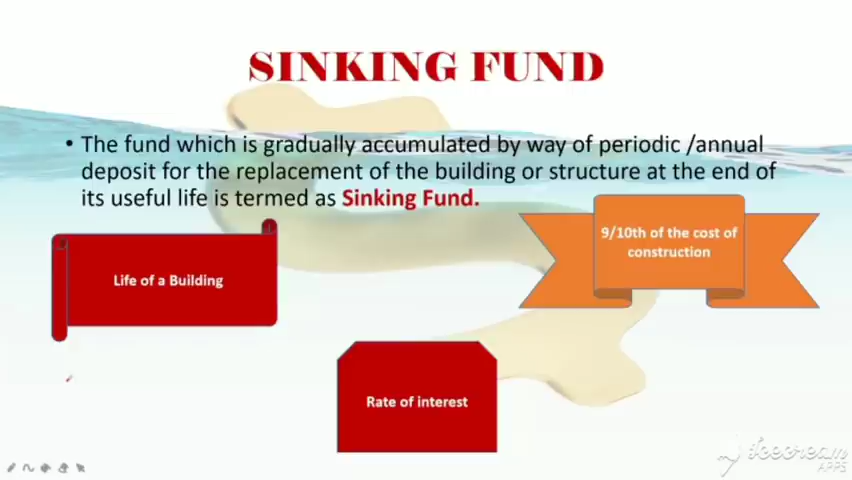 SINKING FUND
• The fund which is gradually accumulated by way of periodic /annual
deposit for the replacement of the building or structure at the end of
its useful life is termed as Sinking Fund.
9/10th of the cost of
construction
Life of a Building
Rate of interest
Icecream
APPS